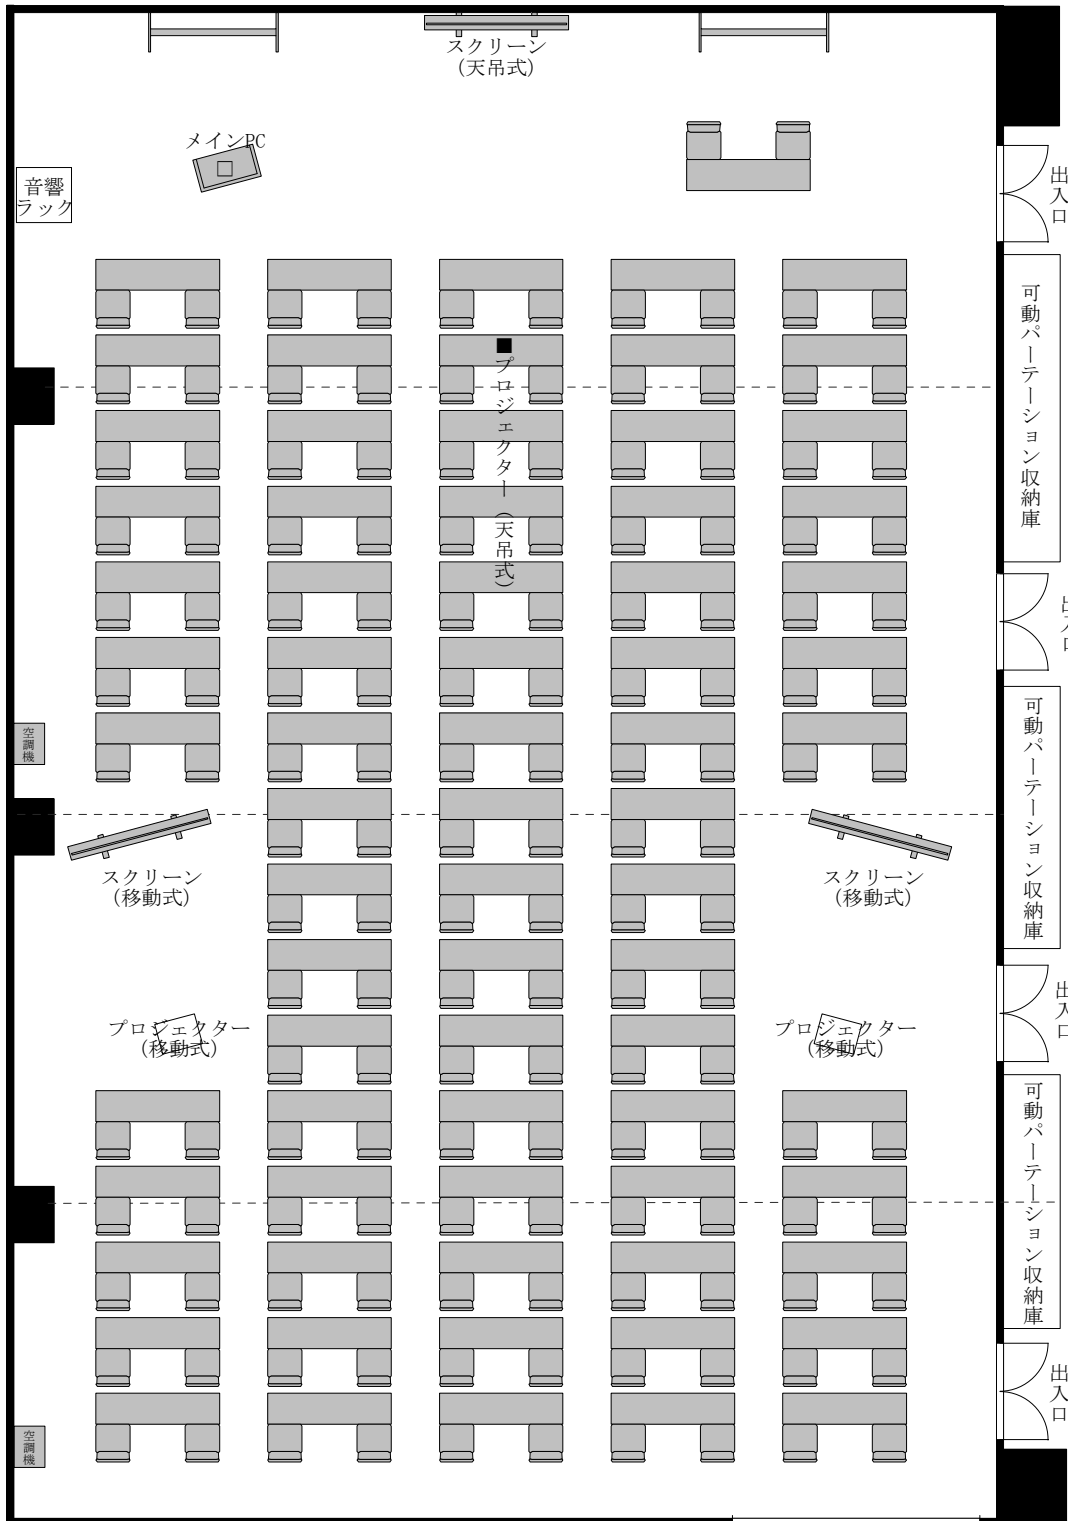 スクリーン
（天吊式）
メインPC
音響
ラック
出入口
可動パーテーション収納庫
■プロジェクター（天吊式）
出入口
可動パーテーション収納庫
空調機
スクリーン
（移動式）
スクリーン
（移動式）
出入口
プロジェクター
（移動式）
プロジェクター
（移動式）
可動パーテーション収納庫
出入口
空調機